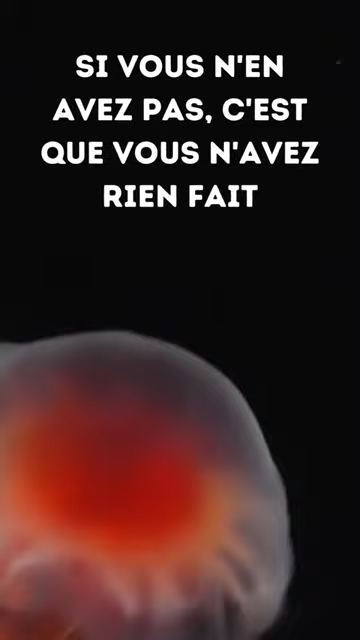 SI VOUS N'EN
AVEZ PAS, C'EST
QUE VOUS N'AVEZ
RIEN FAIT